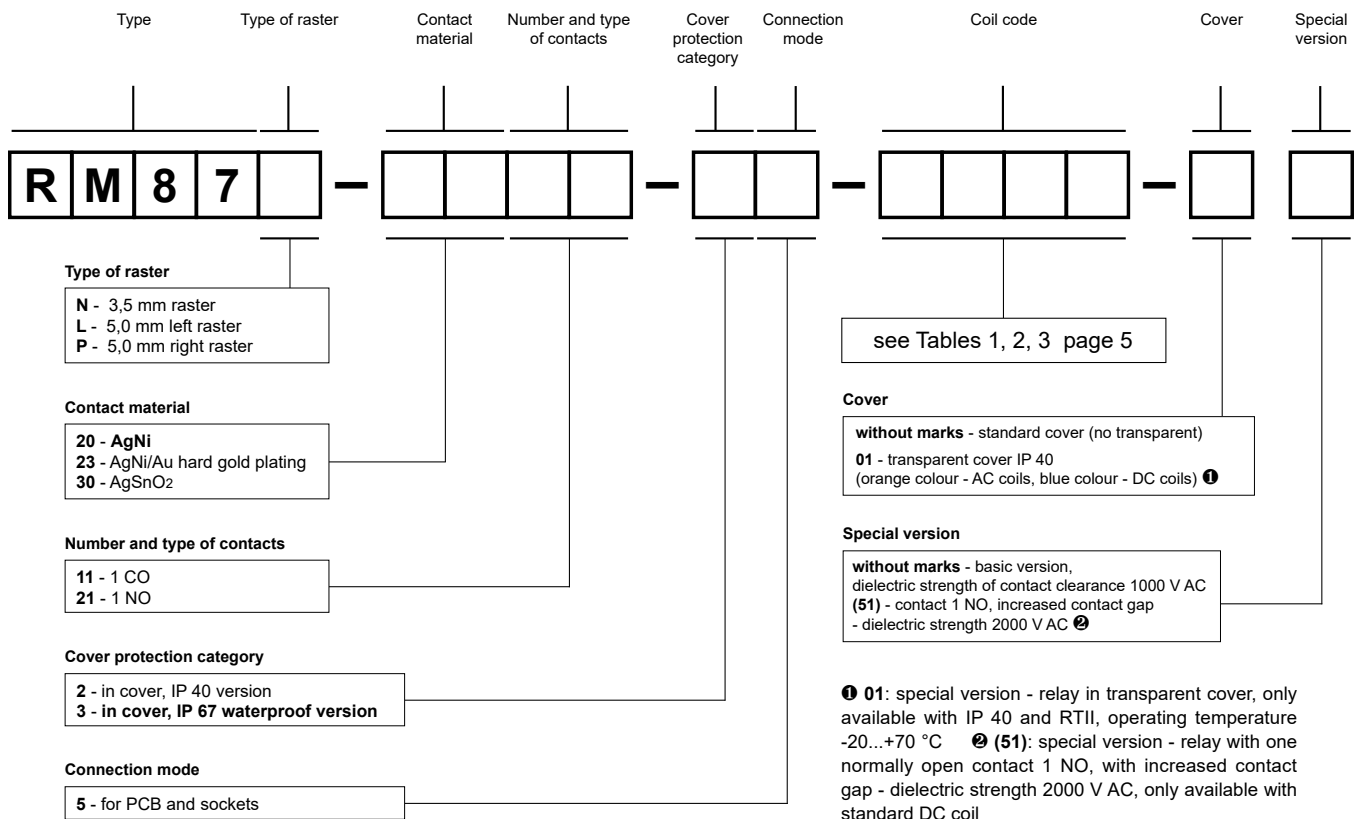 Type
Type of raster
Contact
material
Number and type
of contacts
Cover
protection
category
Connection
mode
Coil code
Cover
Special
version
R M 8 7 – – – –
Type of raster
N - 3,5 mm raster
L - 5,0 mm left raster
P - 5,0 mm right raster
Contact material
20 - AgNi
23 - AgNi/Au hard gold plating
30 - AgSnO2
Number and type of contacts
11 - 1 CO
21 - 1 NO
Cover protection category
2 - in cover, IP 40 version
3 - in cover, IP 67 waterproof version
Connection mode
5 - for PCB and sockets
see Tables 1, 2, 3 page 5
Cover
without marks - standard cover (no transparent)
01 - transparent cover IP 40
(orange colour - AC coils, blue colour - DC coils) ❶
Special version
without marks - basic version,
dielectric strength of contact clearance 1000 V AC
(51) - contact 1 NO, increased contact gap
- dielectric strength 2000 V AC ❷
❶ 01: special version - relay in transparent cover, only
available with IP 40 and RTII, operating temperature
-20...+70 °C ❷ (51): special version - relay with one
normally open contact 1 NO, with increased contact
gap - dielectric strength 2000 V AC, only available with
standard DC coil